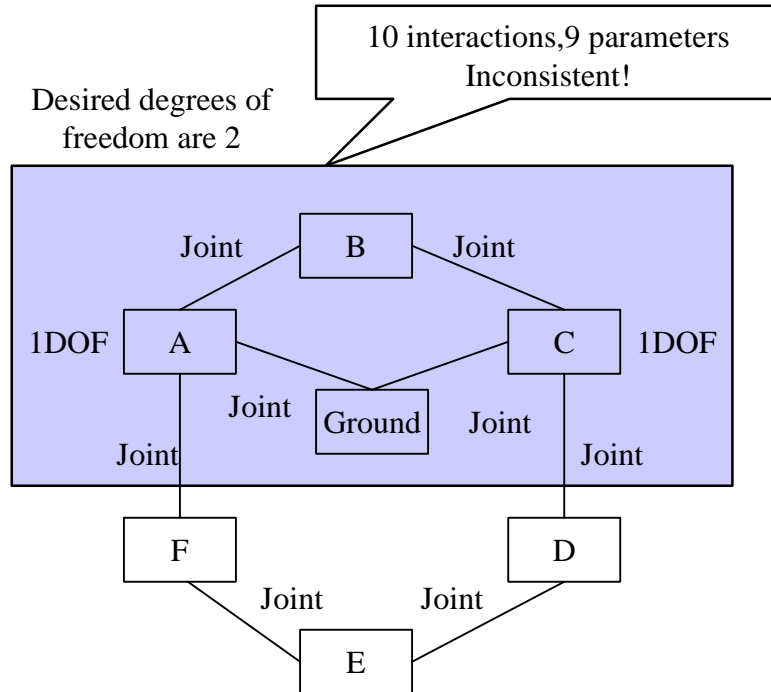 10 interactions,9 parameters
Inconsistent!
Desired degrees of
freedom are 2
Joint
B
Joint
1DOF
A
C
1DOF
Joint
Ground
Joint
Joint
Joint
F
D
Joint
Joint
E